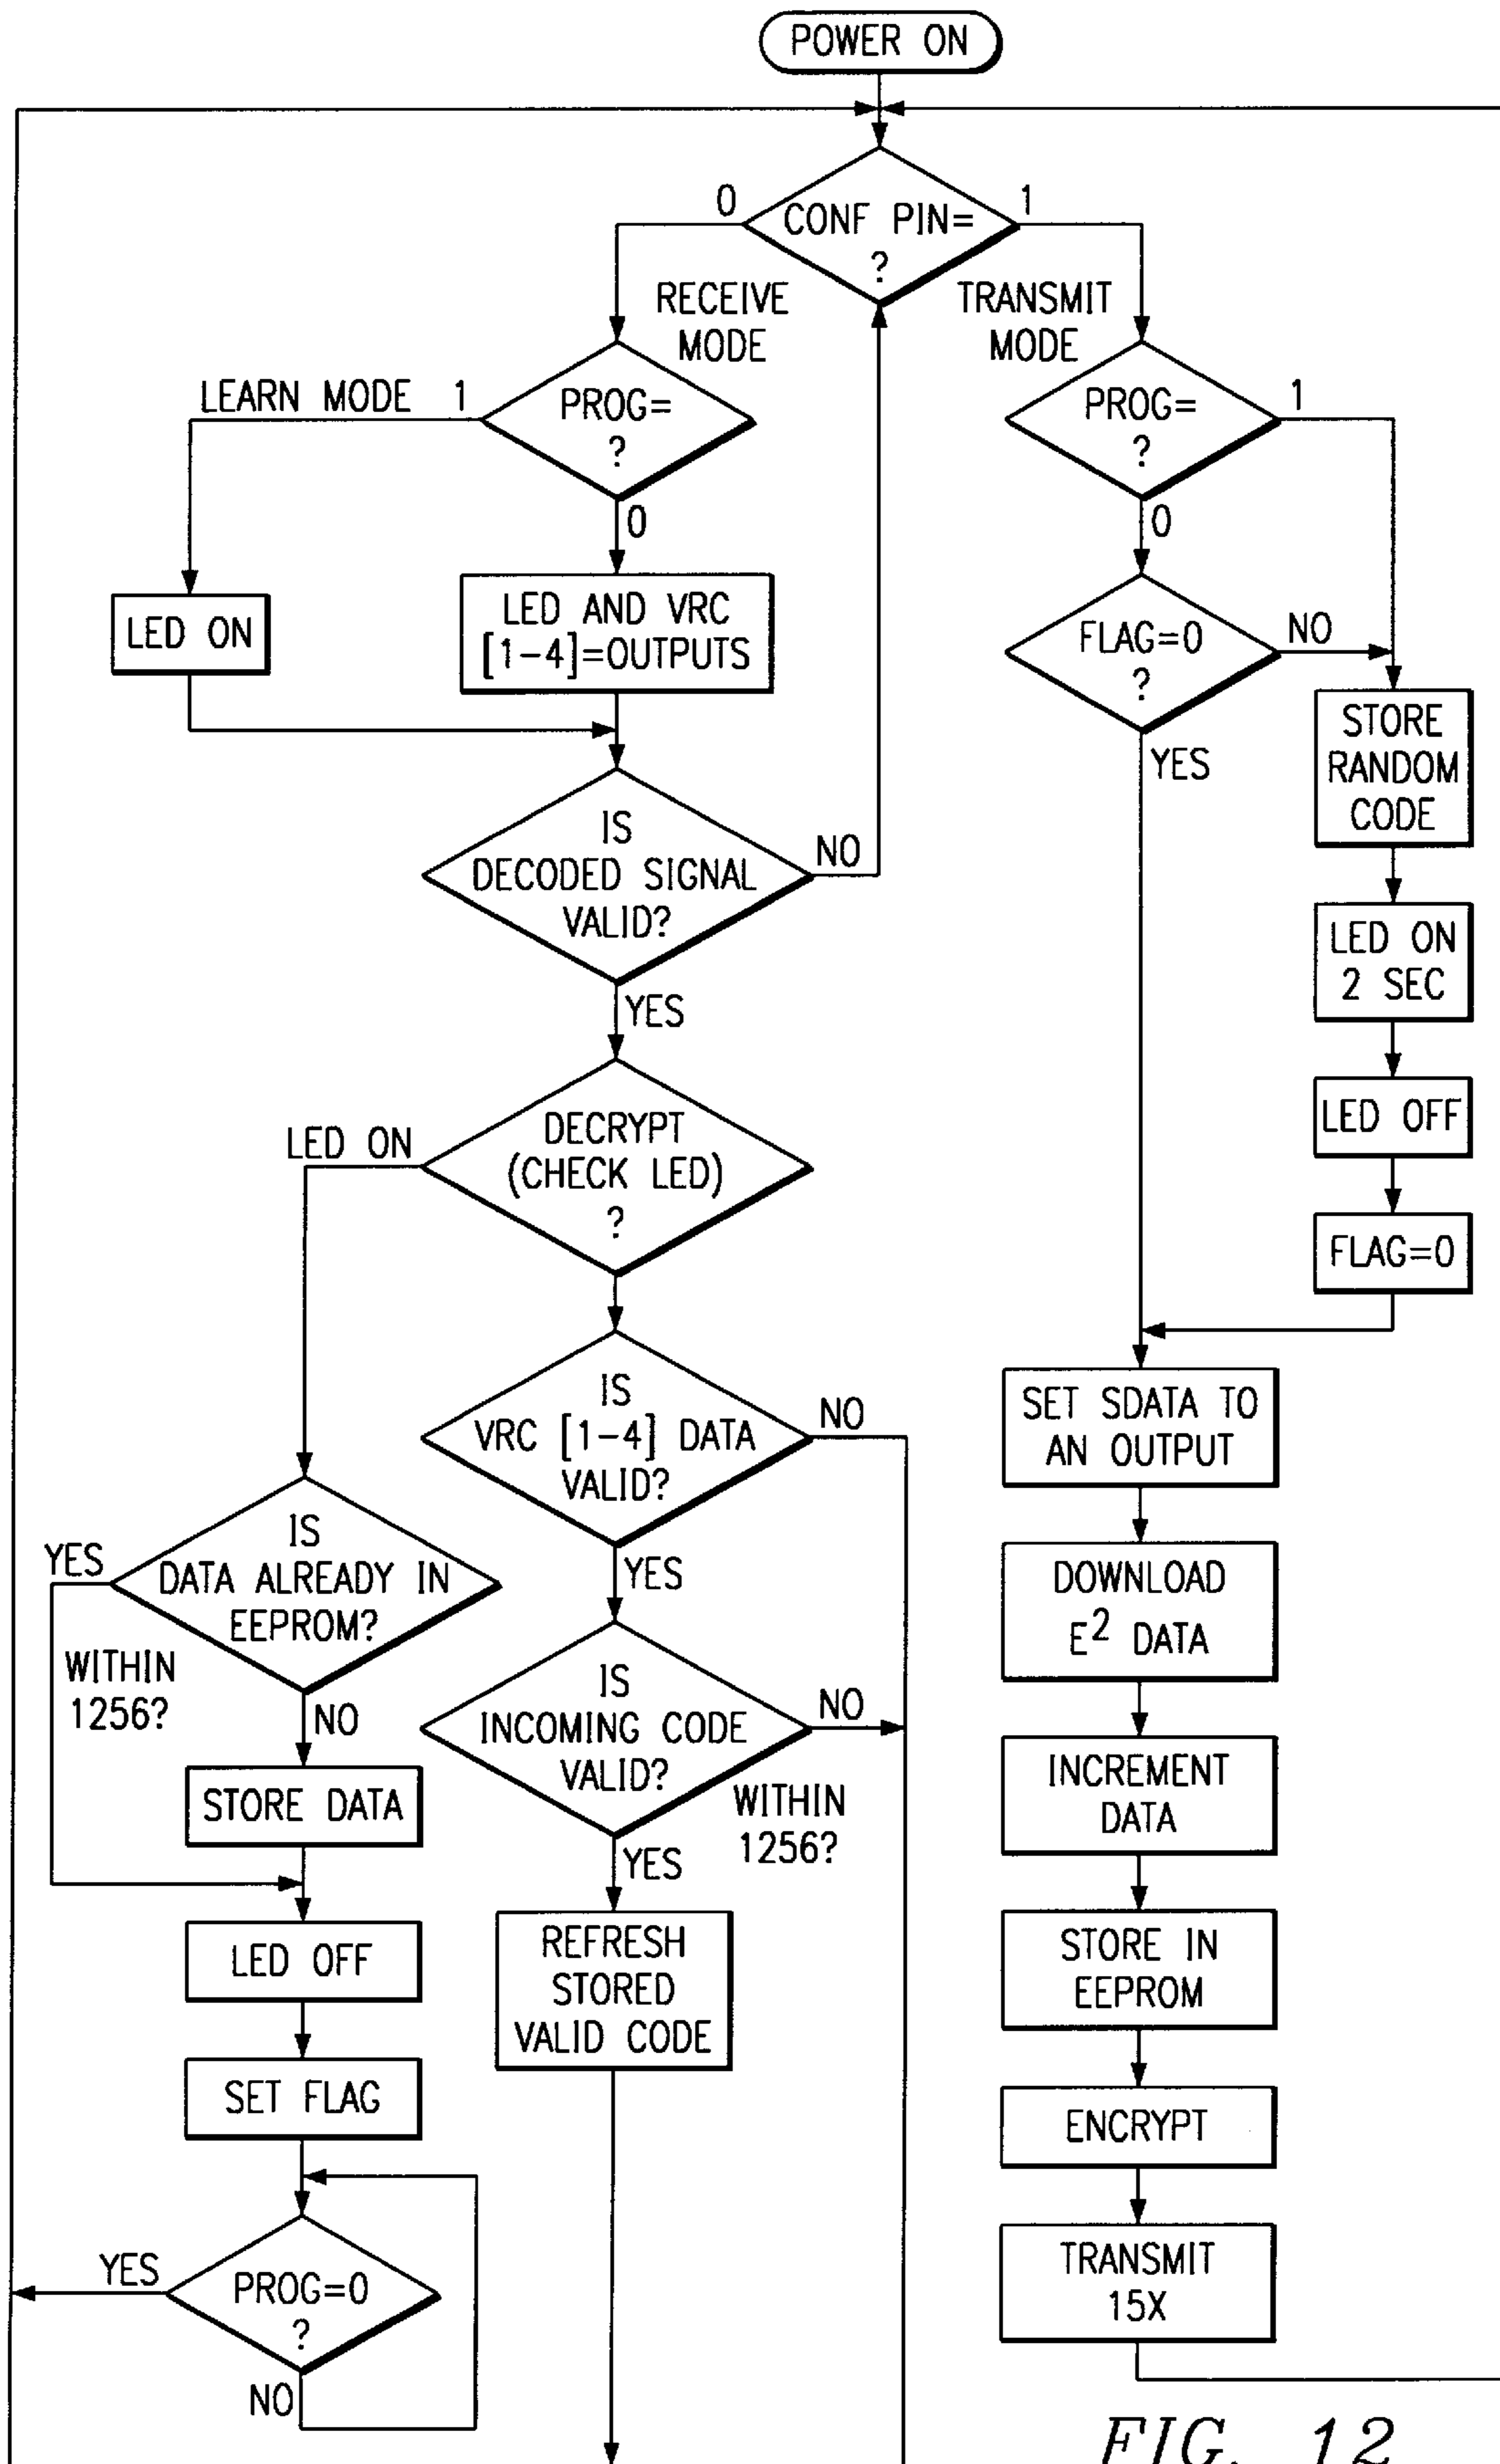 POWER ON
0
CONF PIN=
?
1
RECEIVE
MODE
TRANSMIT
MODE
LEARN MODE
1
PROG=
?
0
PROG=
?
1
0
LED ON
LED AND VRC
[1-4]=OUTPUTS
FLAG=0
?
NO
YES
STORE
RANDOM
CODE
IS
DECODED SIGNAL
VALID?
NO
YES
LED ON
2 SEC
LED OFF
FLAG=0
LED ON
DECRYPT
(CHECK LED)
?
IS
VRC [1-4] DATA
VALID?
NO
YES
SET SDATA TO
AN OUTPUT
YES
IS
DATA ALREADY IN
EEPROM?
WITHIN
1256?
NO
IS
INCOMING CODE
VALID?
NO
WITHIN
1256?
YES
DOWNLOAD
E² DATA
INCREMENT
DATA
STORE DATA
LED OFF
REFRESH
STORED
VALID CODE
STORE IN
EEPROM
SET FLAG
ENCRYPT
YES
PROG=0
?
NO
TRANSMIT
15X
FIG. 12